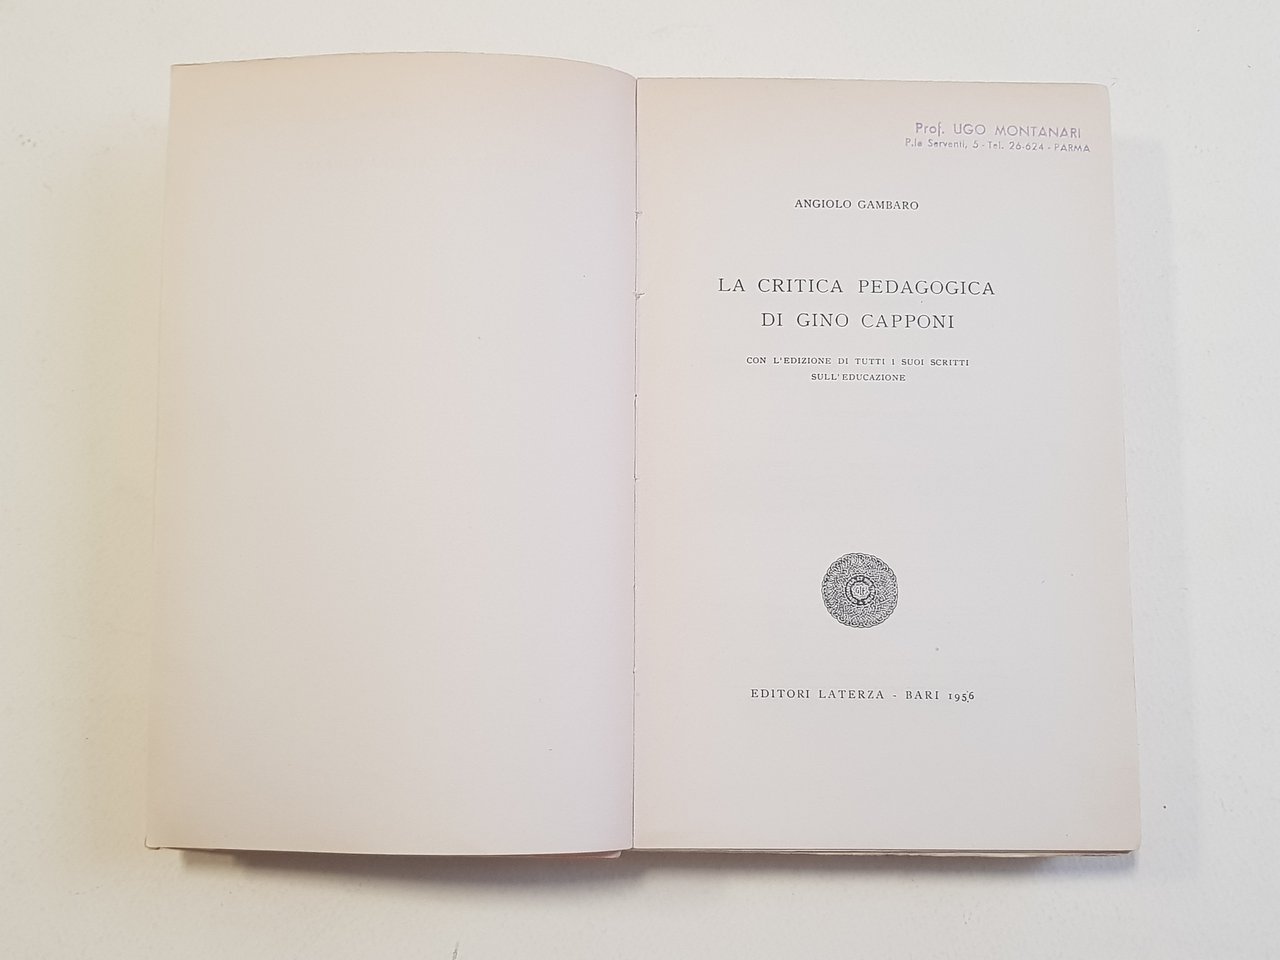 Prof. UGO MONTANARI
P.le Serventi, 5 - Tel. 26-624 - PARMA
ANGIOLO GAMBARO
LA CRITICA PEDAGOGICA
DI GINO CAPPONI
CON L'EDIZIONE DI TUTTI I SUOI SCRITTI
SULL'EDUCAZIONE
EDITORI LATERZA - BARI 1956